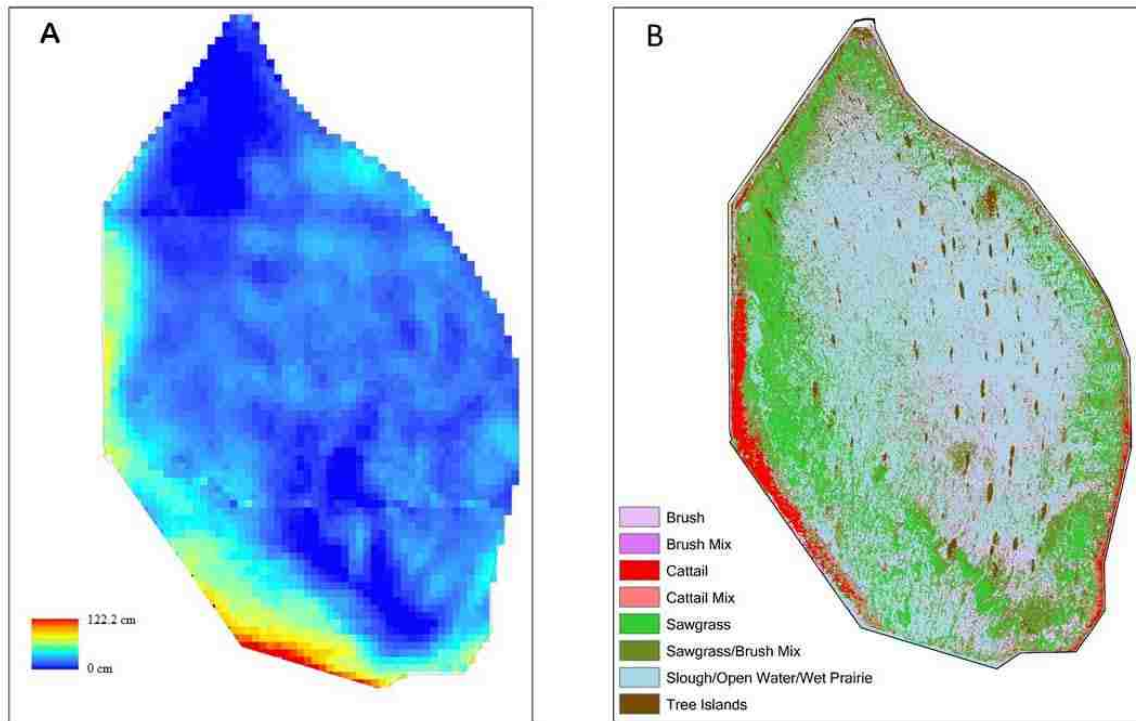 A
122.2 cm
0 cm
B
Brush
Brush Mix
Cattail
Cattail Mix
Sawgrass
Sawgrass/Brush Mix
Slough/Open Water/Wet Prairie
Tree Islands